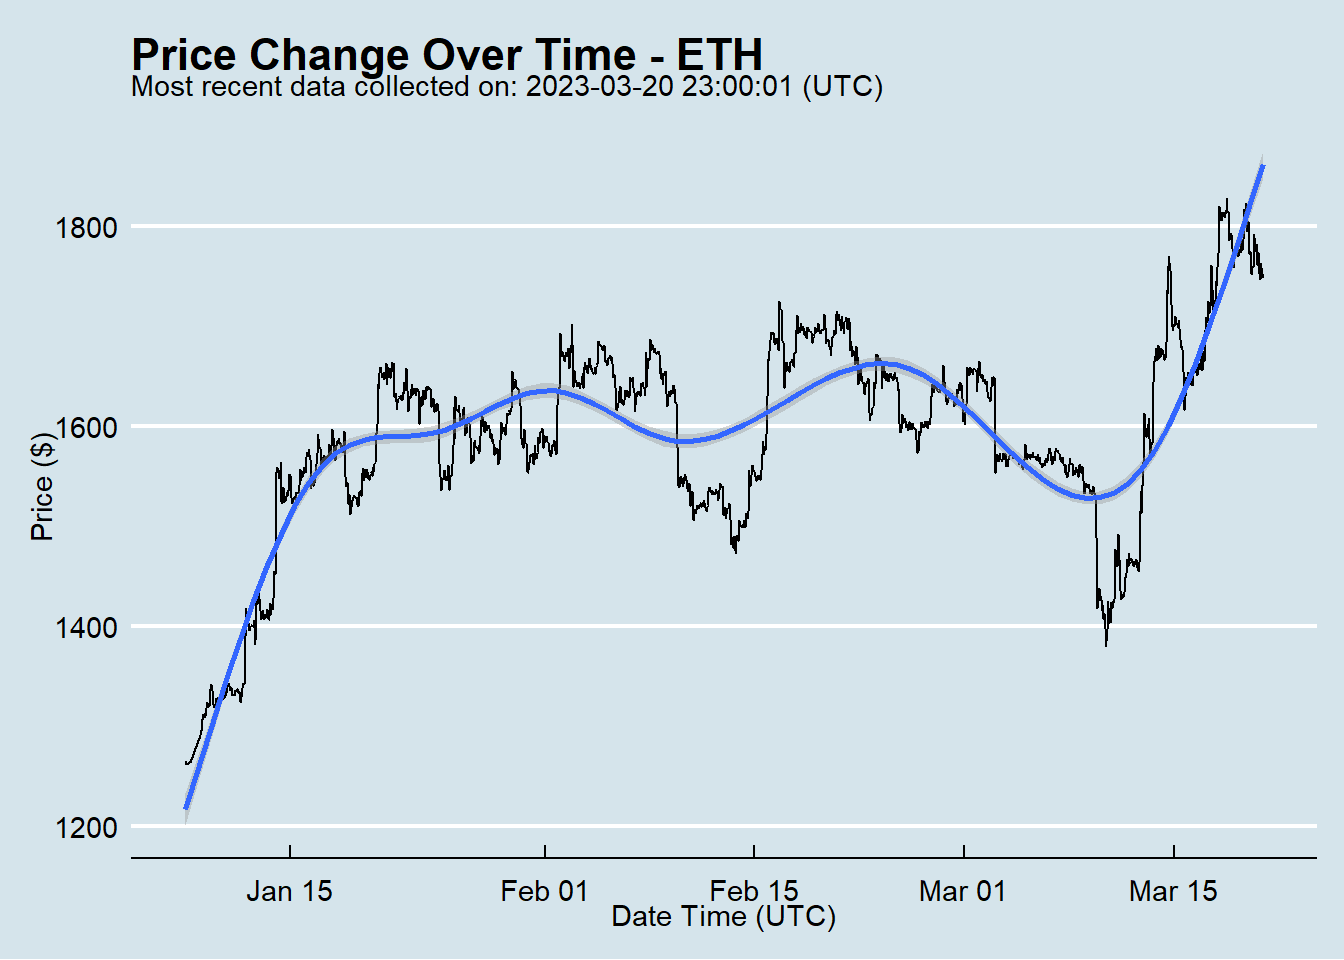 Price Change Over Time - ETH
Most recent data collected on: 2023-03-20 23:00:01 (UTC)
1800
1600
1400
1200
Price ($)
Jan 15
Feb 01
Feb 15
Mar 01
Mar 15
Date Time (UTC)